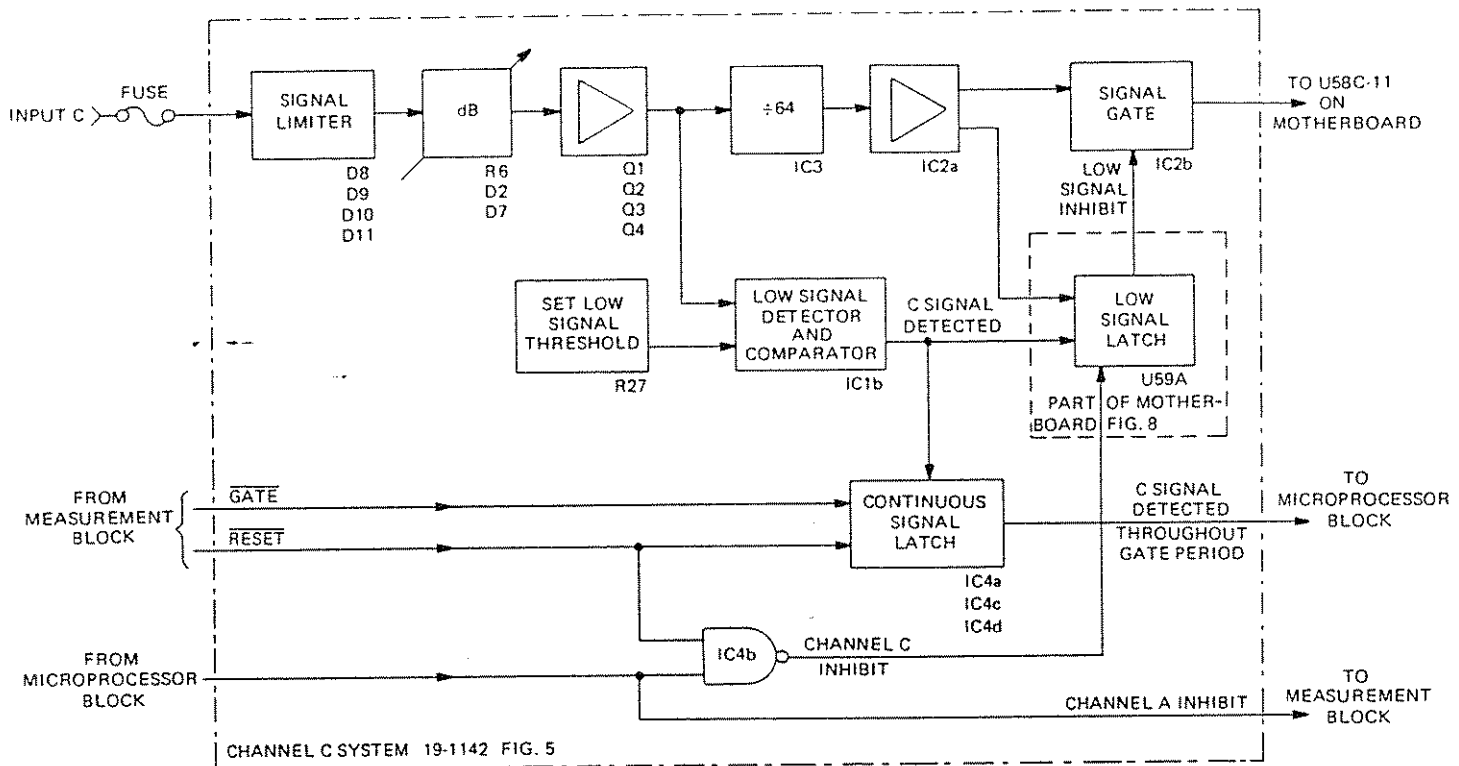 FUSE
INPUT C
SIGNAL
LIMITER
D8
D9
D10
D11
dB
R6
D2
D7
Q1
Q2
Q3
Q4
÷64
IC3
IC2a
SIGNAL
GATE
IC2b
TO U58C-11
ON
MOTHERBOARD
LOW
SIGNAL
INHIBIT
SET LOW
SIGNAL
THRESHOLD
R27
LOW SIGNAL
DETECTOR
AND
COMPARATOR
IC1b
C SIGNAL
DETECTED
LOW
SIGNAL
LATCH
U59A
PART OF MOTHER-
BOARD FIG. 8
FROM
MEASUREMENT
BLOCK
GATE
RESET
CONTINUOUS
SIGNAL
LATCH
IC4a
IC4c
IC4d
C SIGNAL
DETECTED
THROUGHOUT
GATE PERIOD
TO
MICROPROCESSOR
BLOCK
FROM
MICROPROCESSOR
BLOCK
IC4b
CHANNEL C
INHIBIT
CHANNEL A INHIBIT
TO
MEASUREMENT
BLOCK
CHANNEL C SYSTEM 19-1142 FIG. 5